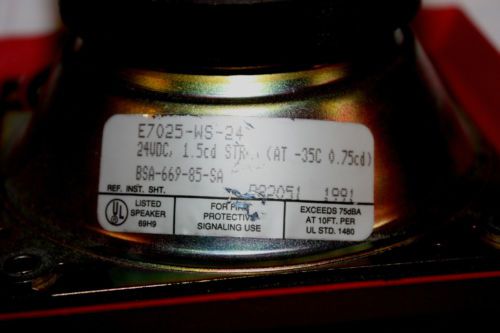 E7025-WS-24
24VDC, 1.5cd (AT -35C 0.75cd)
BSA-669-85-SA
REF. INST. SHT. 1991
UL LISTED
SPEAKER
69H9
FOR
PROTECTIVE
SIGNALING USE
EXCEEDS 75dBA
AT 10FT. PER
UL STD. 1480